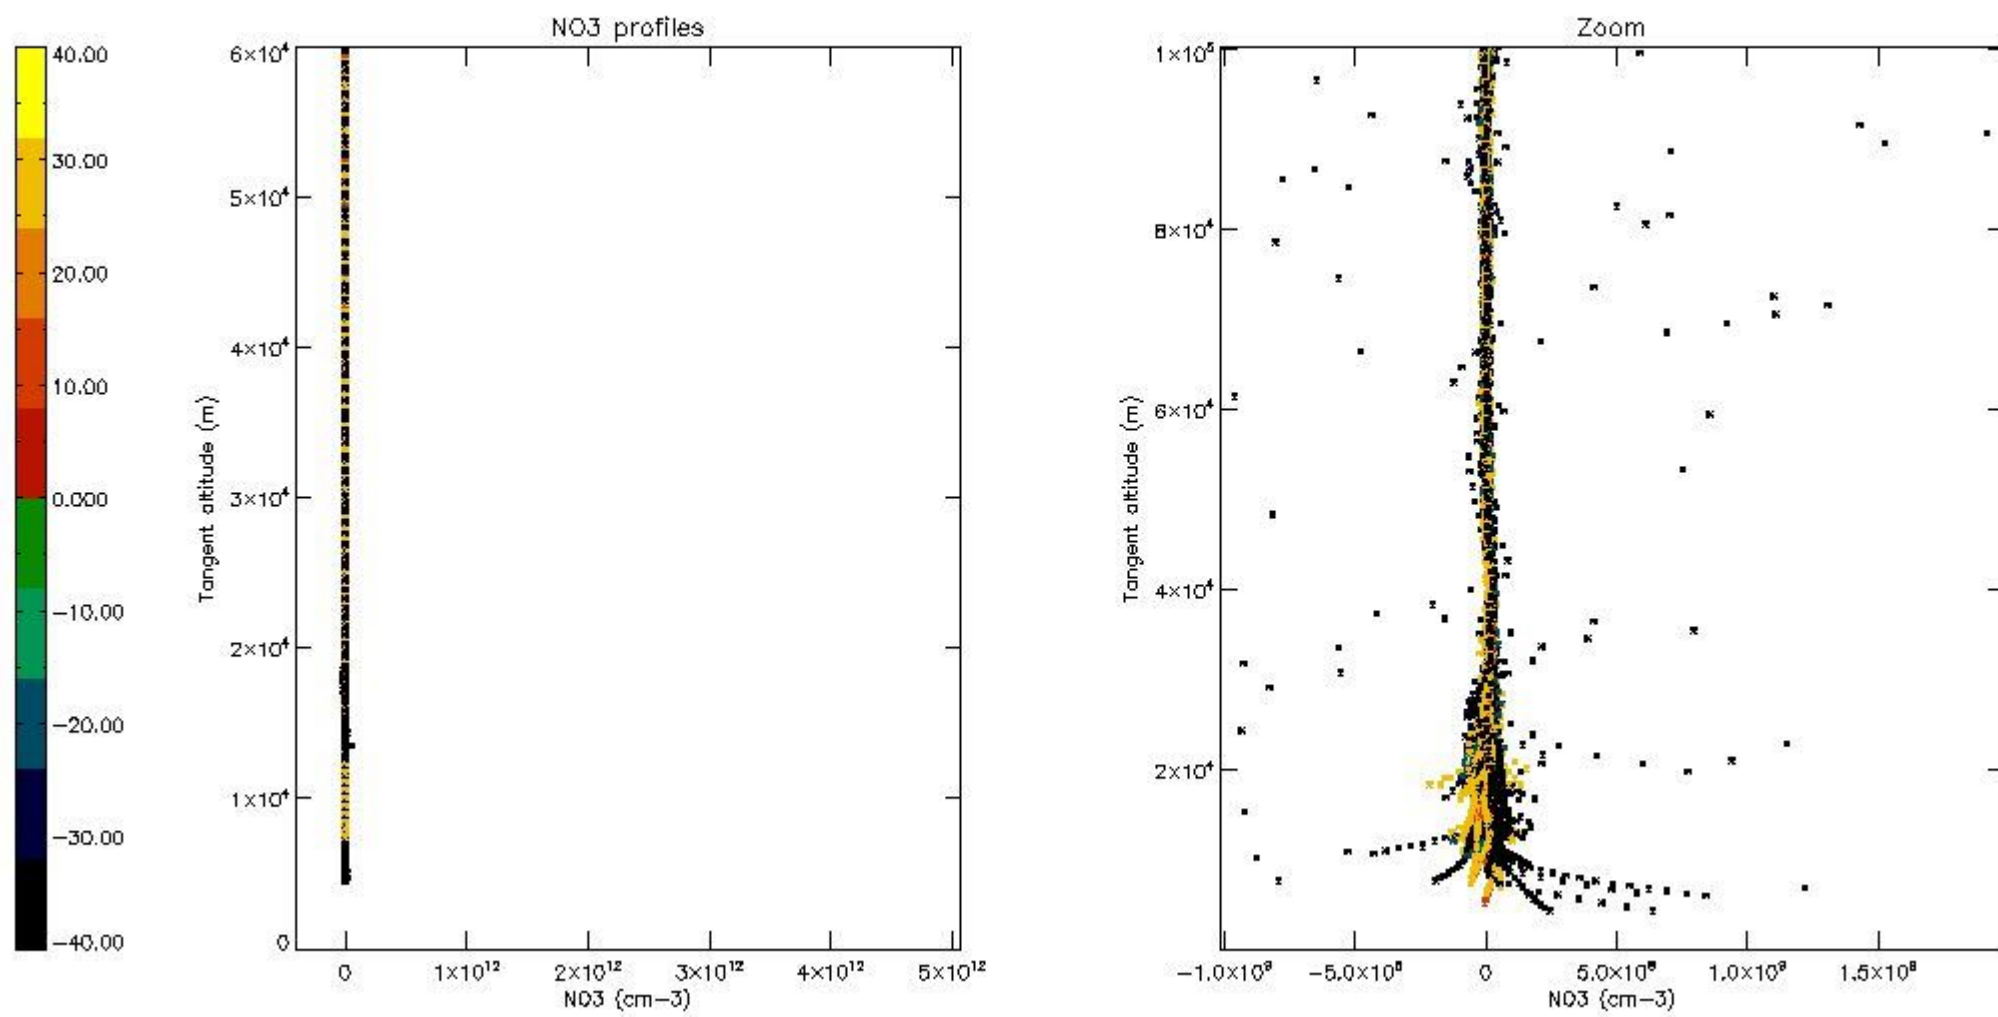 NO3 profiles
40.00
30.00
20.00
10.00
0.000
−10.00
−20.00
−30.00
−40.00
6×10⁴
5×10⁴
4×10⁴
3×10⁴
2×10⁴
1×10⁴
0
Tangent altitude (m)
0 1×10¹² 2×10¹² 3×10¹² 4×10¹² 5×10¹²
NO3 (cm−3)
Zoom
1×10⁵
8×10⁴
6×10⁴
4×10⁴
2×10⁴
Tangent altitude (m)
−1.0×10⁹ −5.0×10⁸ 0 5.0×10⁸ 1.0×10⁹ 1.5×10⁹
NO3 (cm−3)